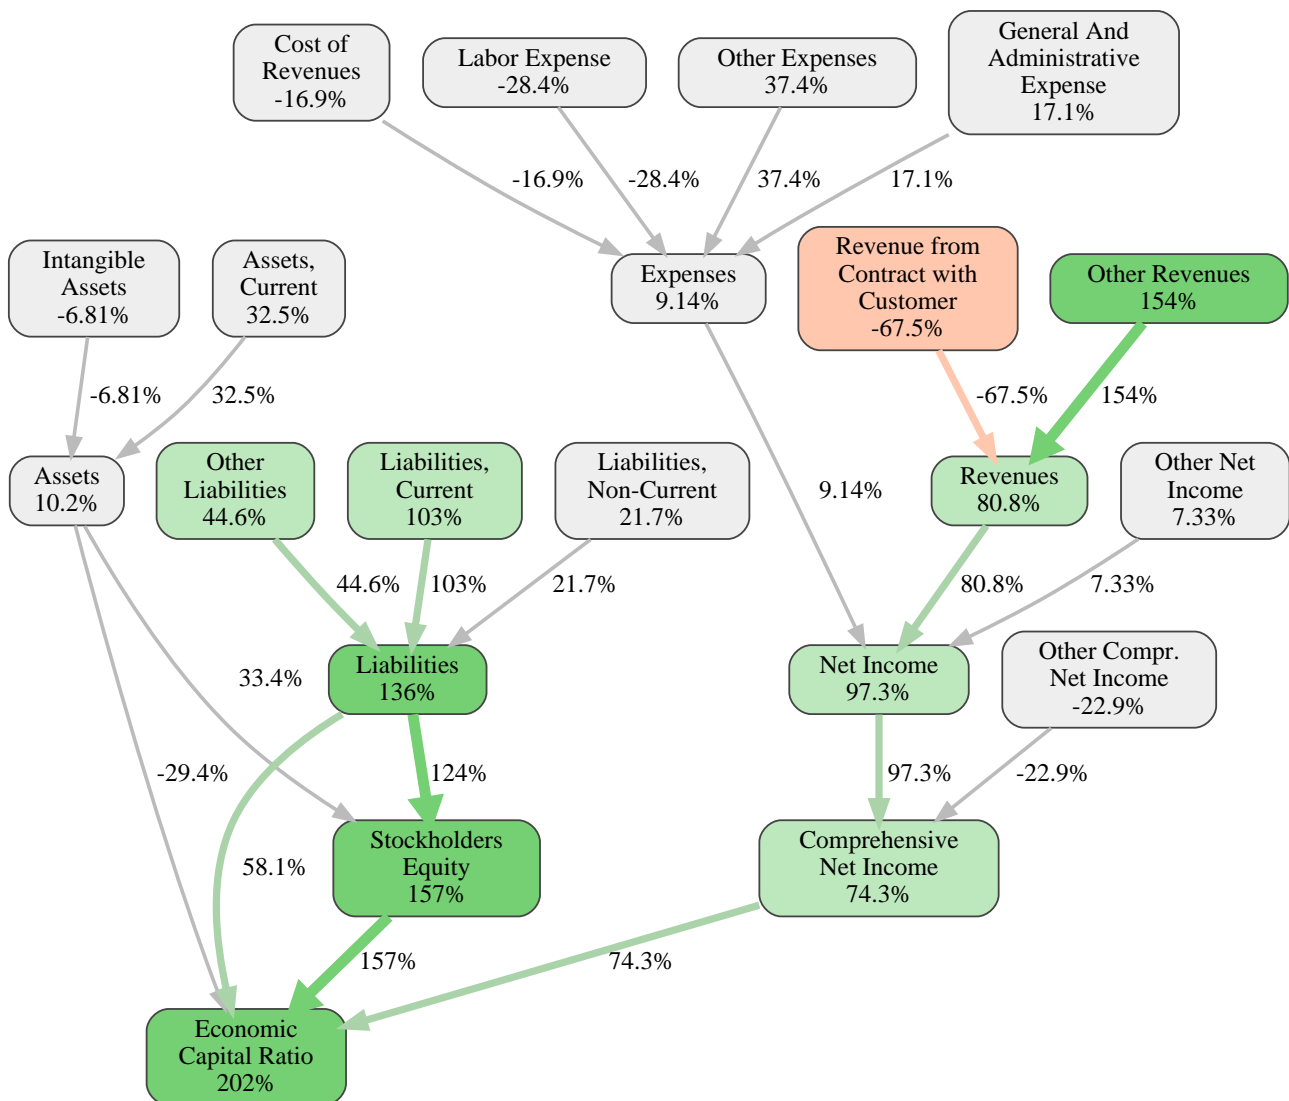 Cost of
Revenues
-16.9%
Labor Expense
-28.4%
Other Expenses
37.4%
General And
Administrative
Expense
17.1%
-16.9%
-28.4%
37.4%
17.1%
Intangible
Assets
-6.81%
Assets,
Current
32.5%
Expenses
9.14%
Revenue from
Contract with
Customer
-67.5%
Other Revenues
154%
-6.81%
32.5%
-67.5%
154%
Assets
10.2%
Other
Liabilities
44.6%
Liabilities,
Current
103%
Liabilities,
Non-Current
21.7%
9.14%
Revenues
80.8%
Other Net
Income
7.33%
44.6%
103%
21.7%
80.8%
7.33%
33.4%
Liabilities
136%
Net Income
97.3%
Other Compr.
Net Income
-22.9%
-29.4%
124%
97.3%
-22.9%
58.1%
Stockholders
Equity
157%
Comprehensive
Net Income
74.3%
157%
74.3%
Economic
Capital Ratio
202%